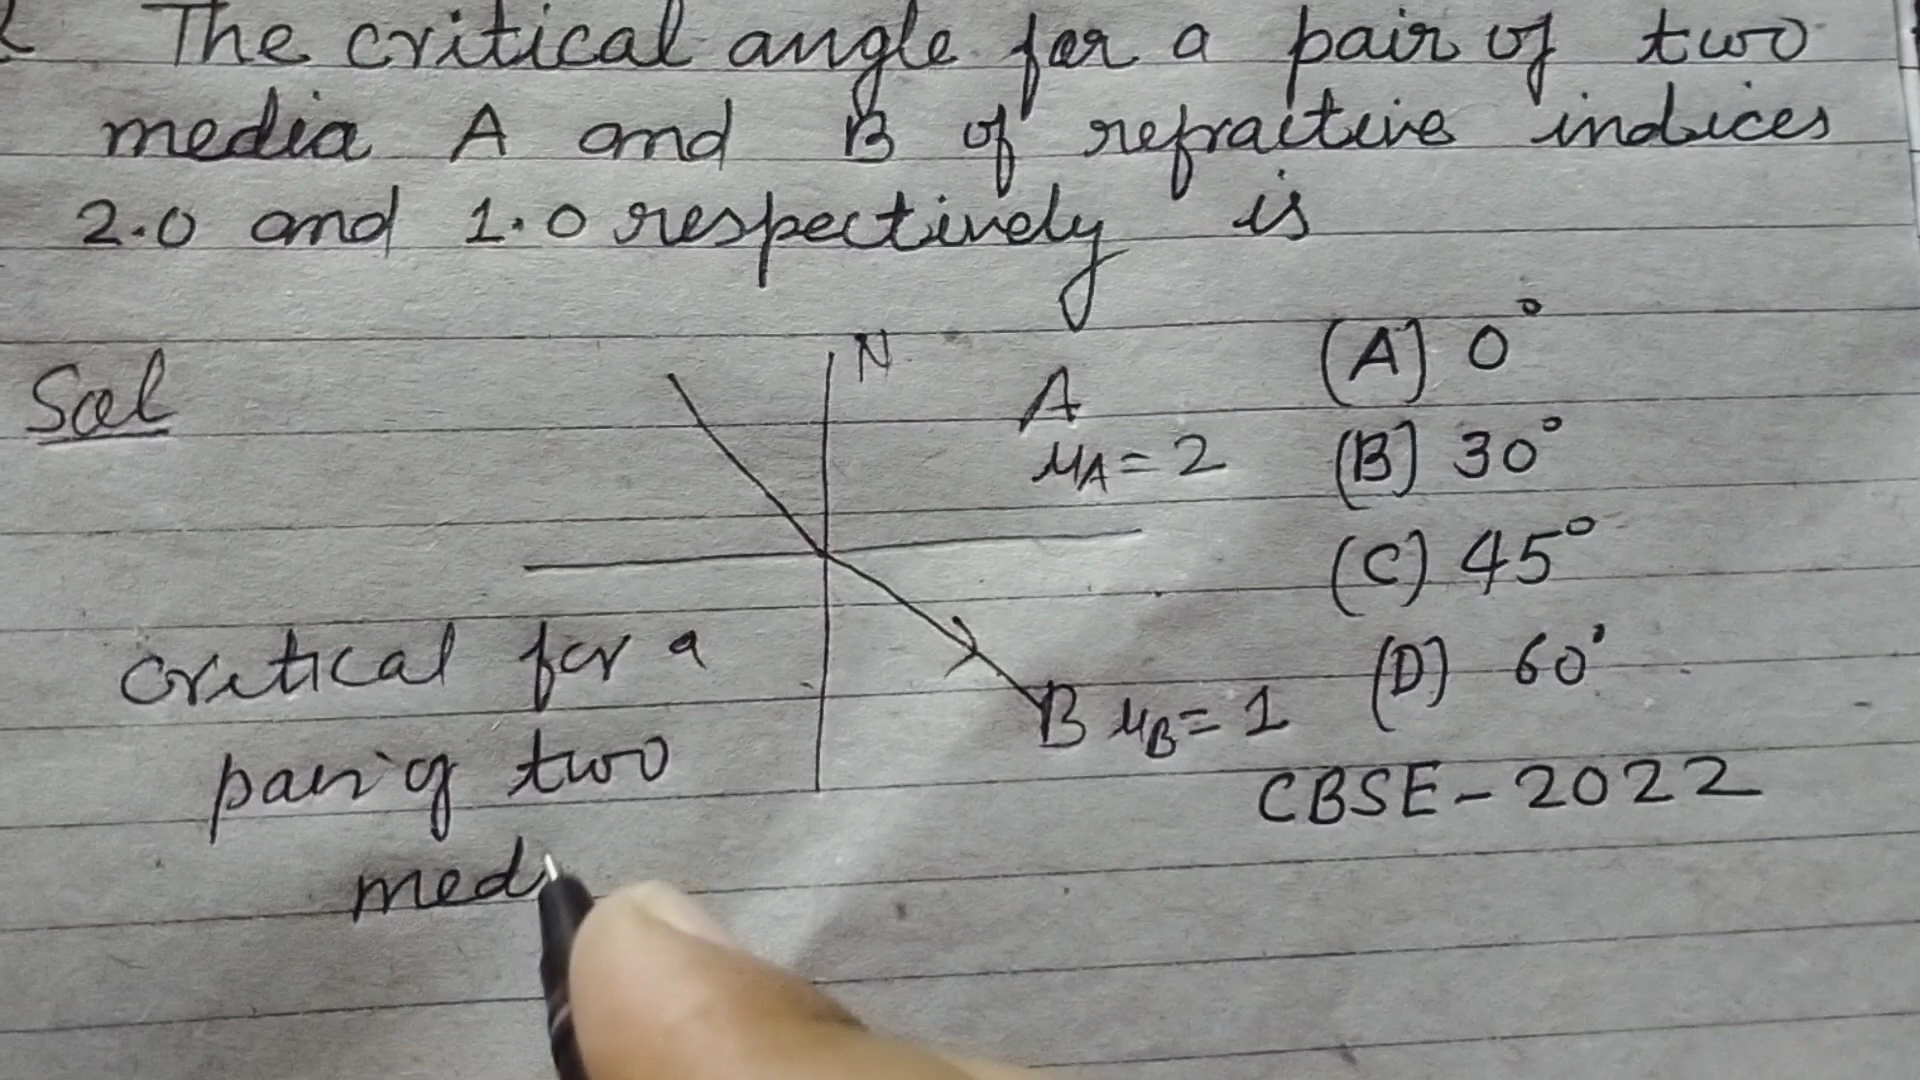 The critical angle for a pair of two
media A and B of refractive indices
2.0 and 1.0 respectively is
Sol
N
A
μA = 2
(A) 0°
(B) 30°
(C) 45°
(D) 60°
critical for a
pair of two
med
B μB = 1
CBSE - 2022